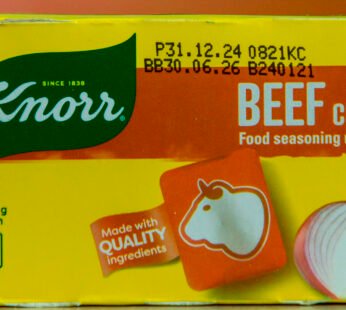 P31.12.24 0821KC
BB30.06.26 B240121
SINCE 1838
Knorr
BEEF C
Food seasoning
Made with
QUALITY
ingredients